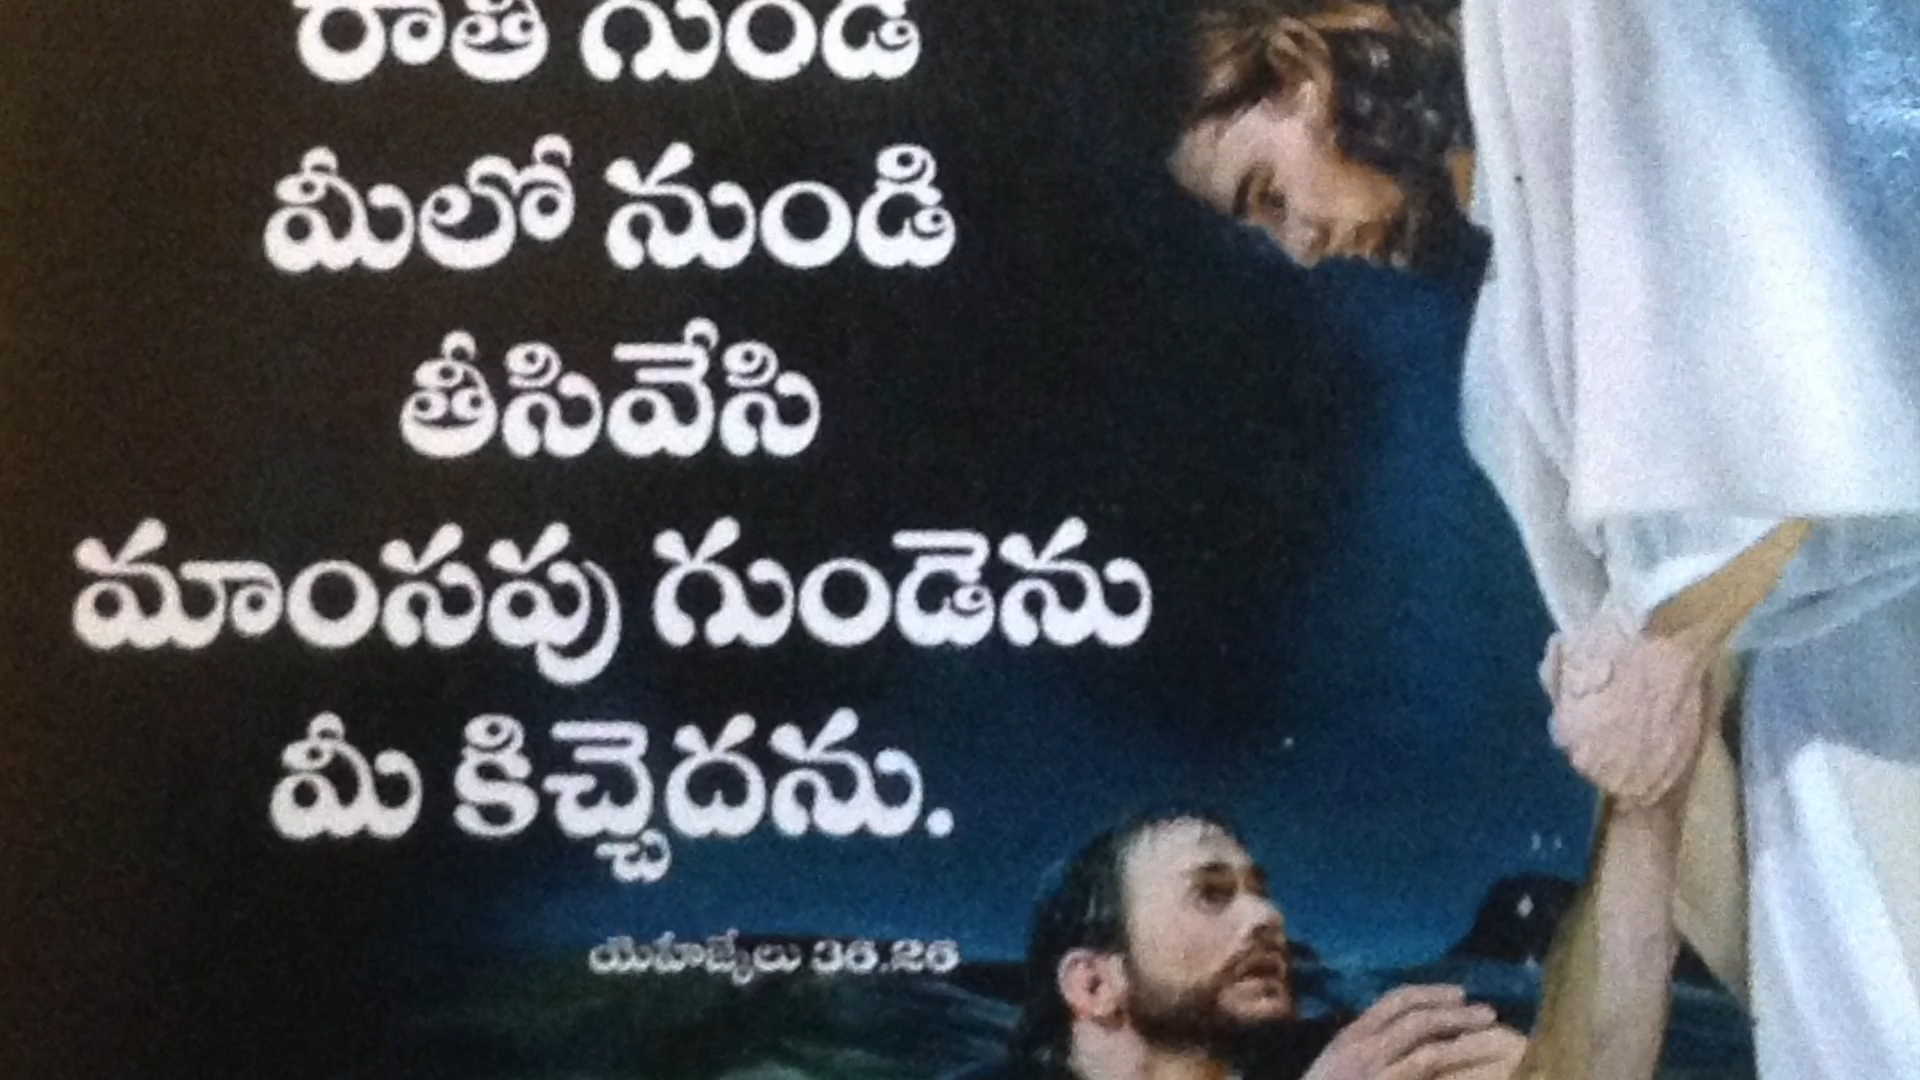 రాతి గుండె
మీలో నుండి
తీసివేసి
మాంసపు గుండెను
మీ కిచ్చెదను.
యెహెజ్కేలు 36.26